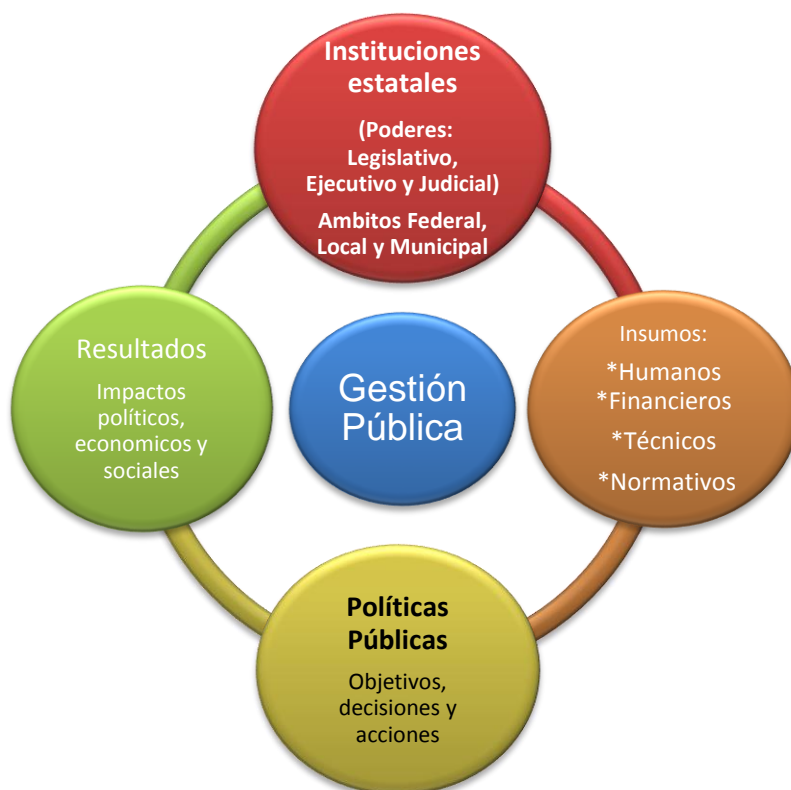 Instituciones
estatales
(Poderes:
Legislativo,
Ejecutivo y Judicial)
Ambitos Federal,
Local y Municipal
Insumos:
*Humanos
*Financieros
*Técnicos
*Normativos
Políticas
Públicas
Objetivos,
decisiones y
acciones
Resultados
Impactos
políticos,
economicos y
sociales
Gestión
Pública